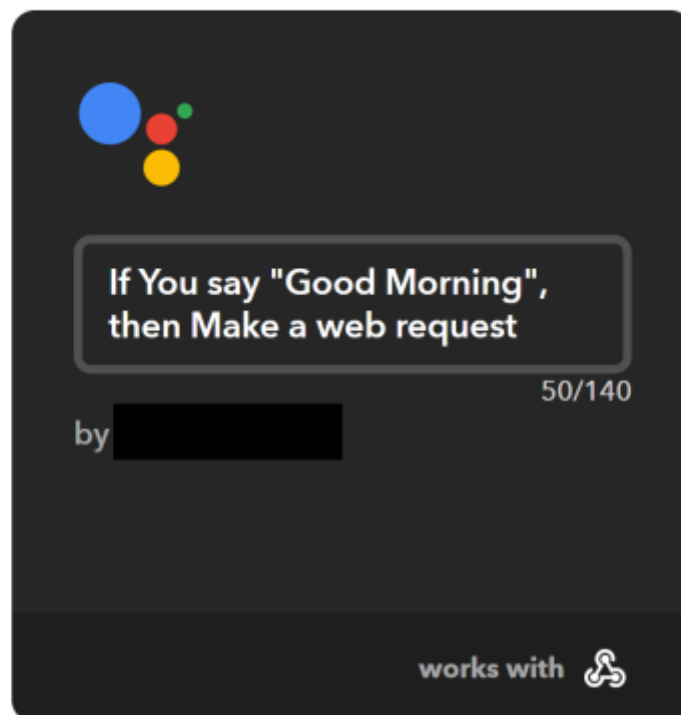 If You say "Good Morning",
then Make a web request
50/140
by
works with